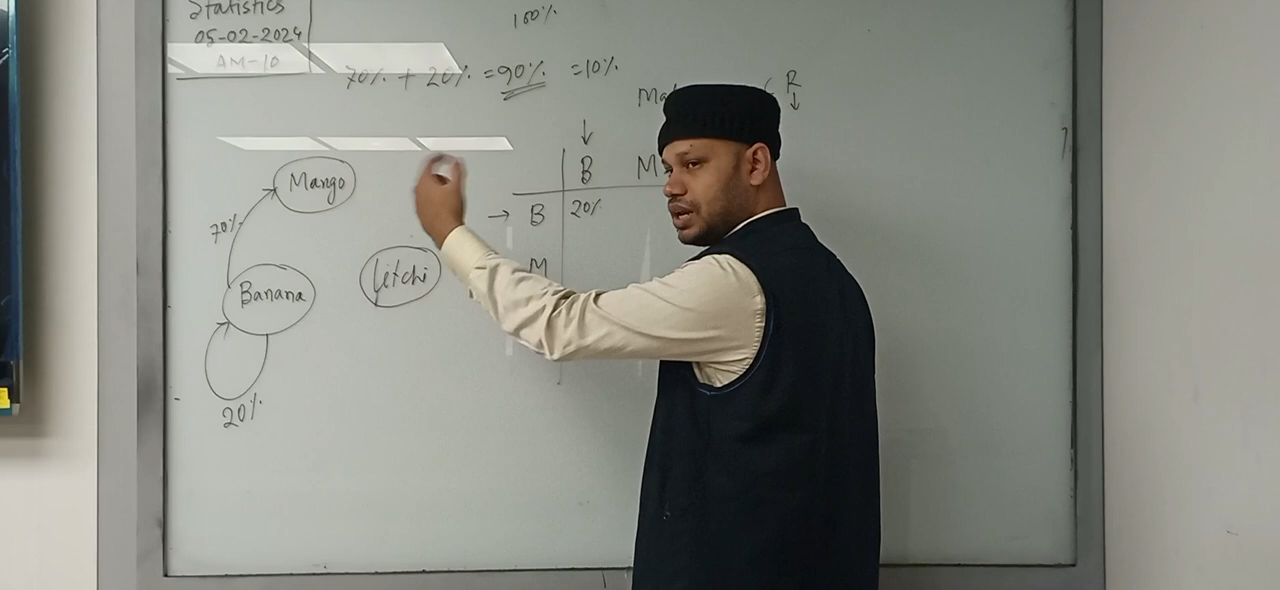 Statistics
05-02-2024
AM-10
100%
70% + 20% = 90% = 10%
R
↓
↓
B M
→ B 20%
M
Mango
70%
Litchi
Banana
20%